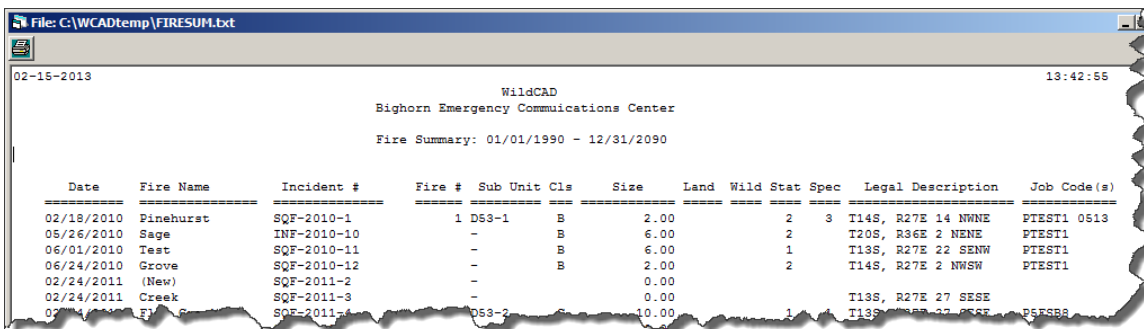 File: C:\WCADtemp\FIRESUM.txt
02-15-2013 13:42:55
WildCAD
Bighorn Emergency Commuications Center
Fire Summary: 01/01/1990 - 12/31/2090
Date Fire Name Incident # Fire # Sub Unit Cls Size Land Wild Stat Spec Legal Description Job Code(s)
02/18/2010 Pinehurst SQF-2010-1 1 D53-1 B 2.00 2 3 T14S, R27E 14 NWNE PTEST1 0513
05/26/2010 Sage INF-2010-10 - B 6.00 2 T20S, R36E 2 NENE PTEST1
06/01/2010 Test SQF-2010-11 - B 6.00 1 T13S, R27E 22 SENW PTEST1
06/24/2010 Grove SQF-2010-12 B 2.00 2 T14S, R27E 2 NWSW PTEST1
02/24/2011 (New) SQF-2011-2 - 0.00
02/24/2011 Creek SQF-2011-3 - 0.00 T13S, R27E 27 SESE
D53-2 10.00